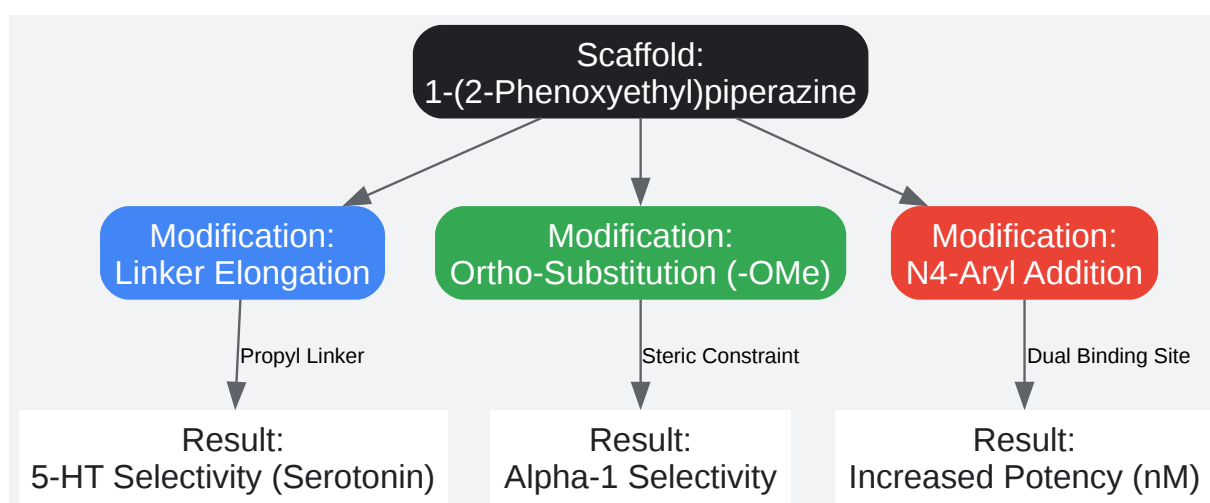 Scaffold:
1-(2-Phenoxyethyl)piperazine
Modification:
Linker Elongation
Modification:
Ortho-Substitution (-OMe)
Modification:
N4-Aryl Addition
Propyl Linker
Steric Constraint
Dual Binding Site
Result:
5-HT Selectivity (Serotonin)
Result:
Alpha-1 Selectivity
Result:
Increased Potency (nM)